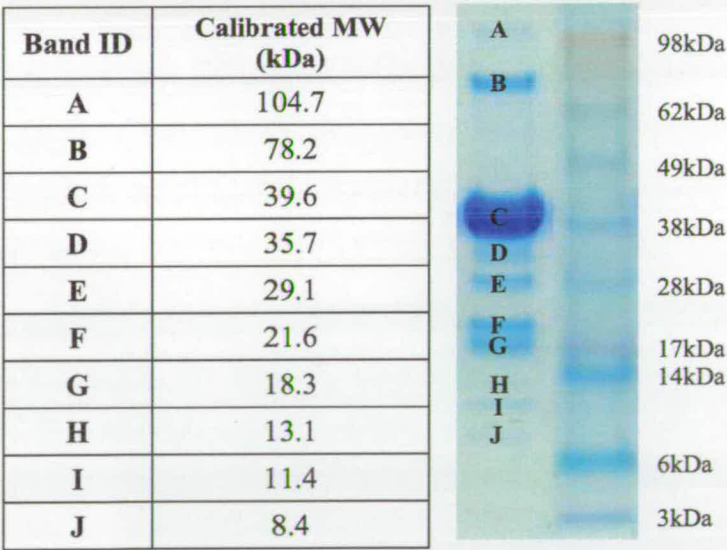 Band ID Calibrated MW (kDa)
A 104.7
B 78.2
C 39.6
D 35.7
E 29.1
F 21.6
G 18.3
H 13.1
I 11.4
J 8.4
A
B
C
D
E
F
G
H
I
J
98kDa
62kDa
49kDa
38kDa
28kDa
17kDa
14kDa
6kDa
3kDa